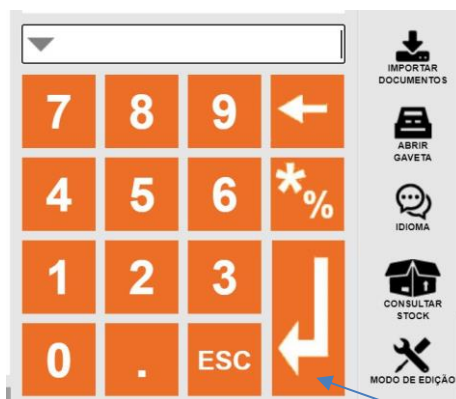 7 8 9
4 5 6 *%
1 2 3
0 . ESC
IMPORTAR
DOCUMENTOS
ABRIR
GAVETA
IDIOMA
CONSULTAR
STOCK
MODO DE EDIÇÃO